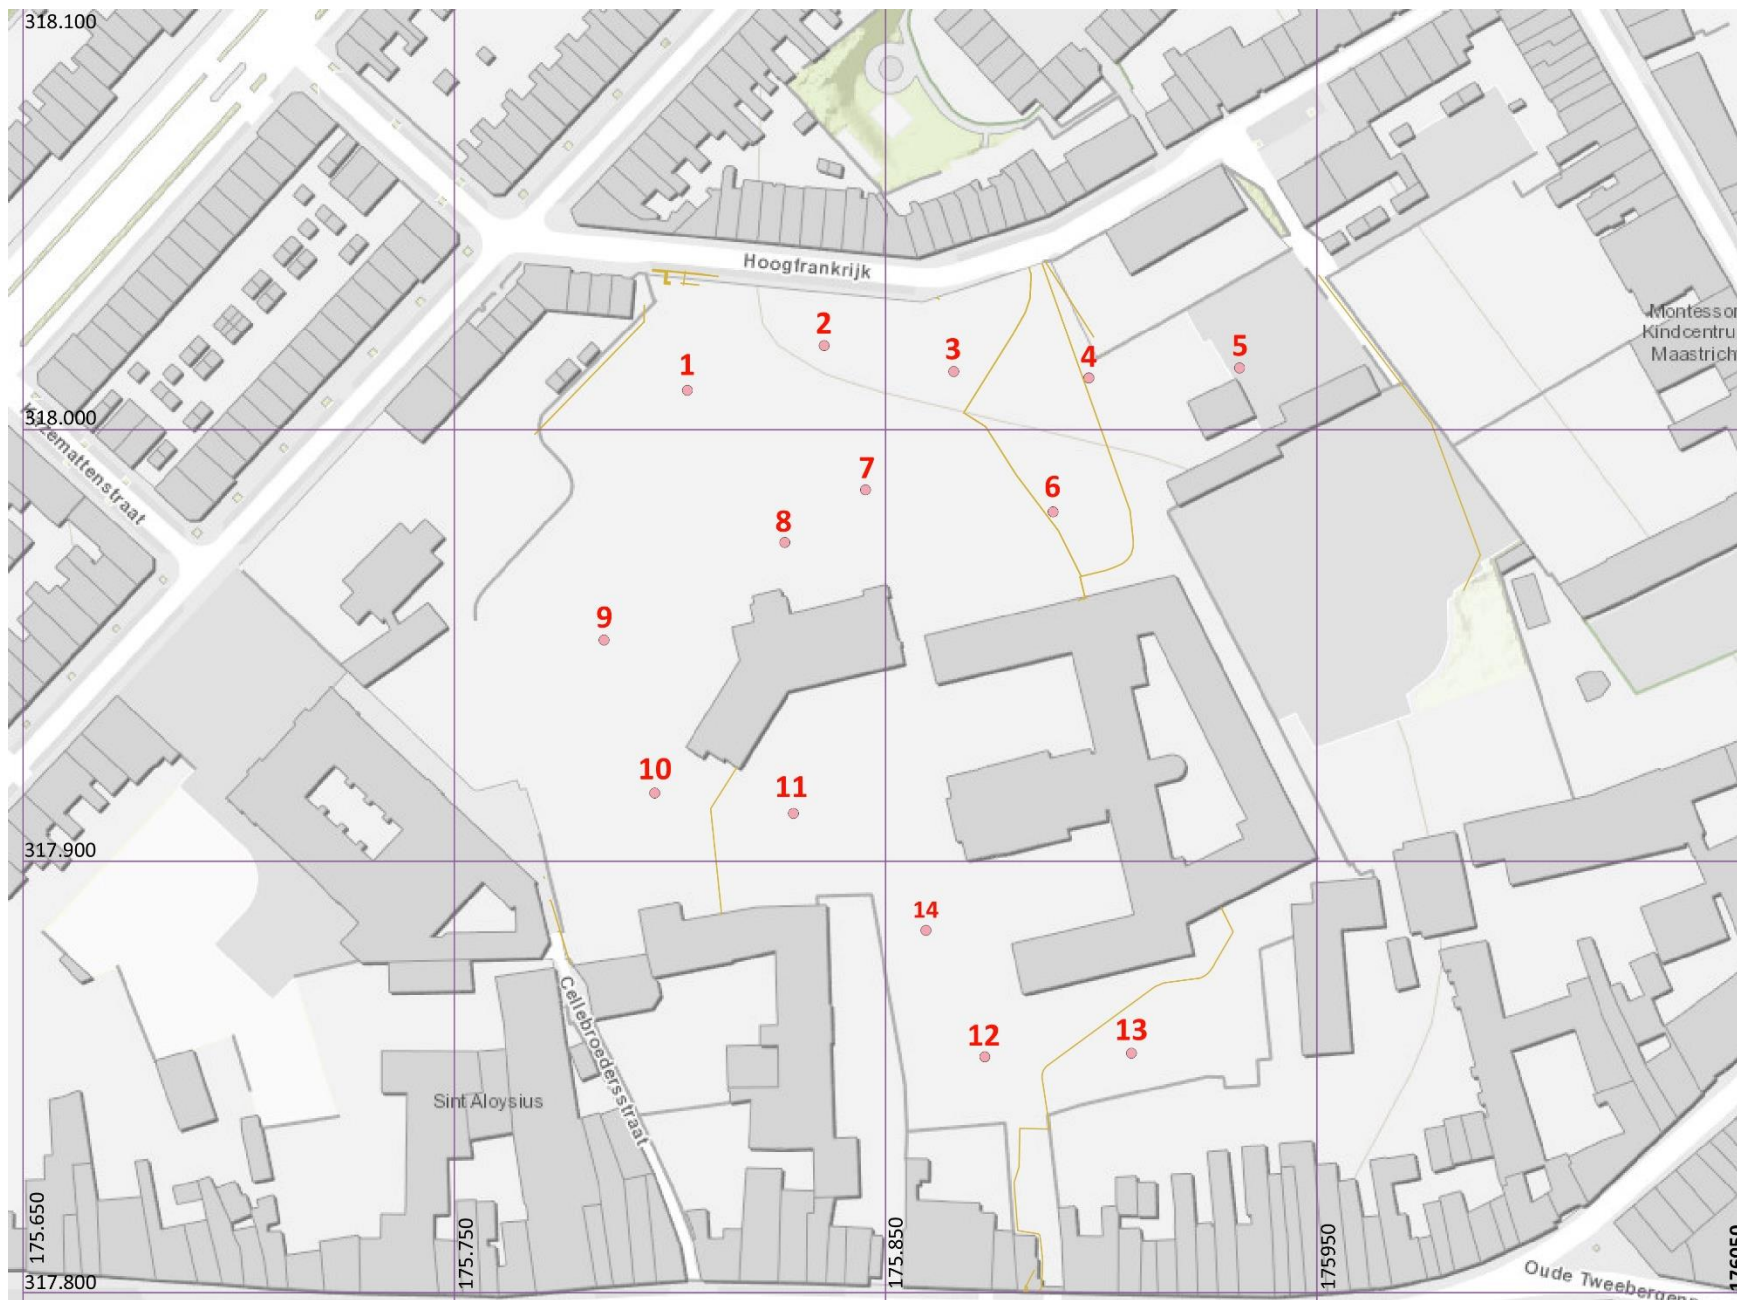 318.100
Hoogfrankrijk
Montessor
Kindcentru
Maastrich
2
3
5
4
1
318.000
zemattenstraat
7
6
8
9
10
11
317.900
14
12
13
Cellebroedersstraat
Sint Aloysius
175.650
175.750
175.850
175950
176050
317.800
Oude Tweebergenp